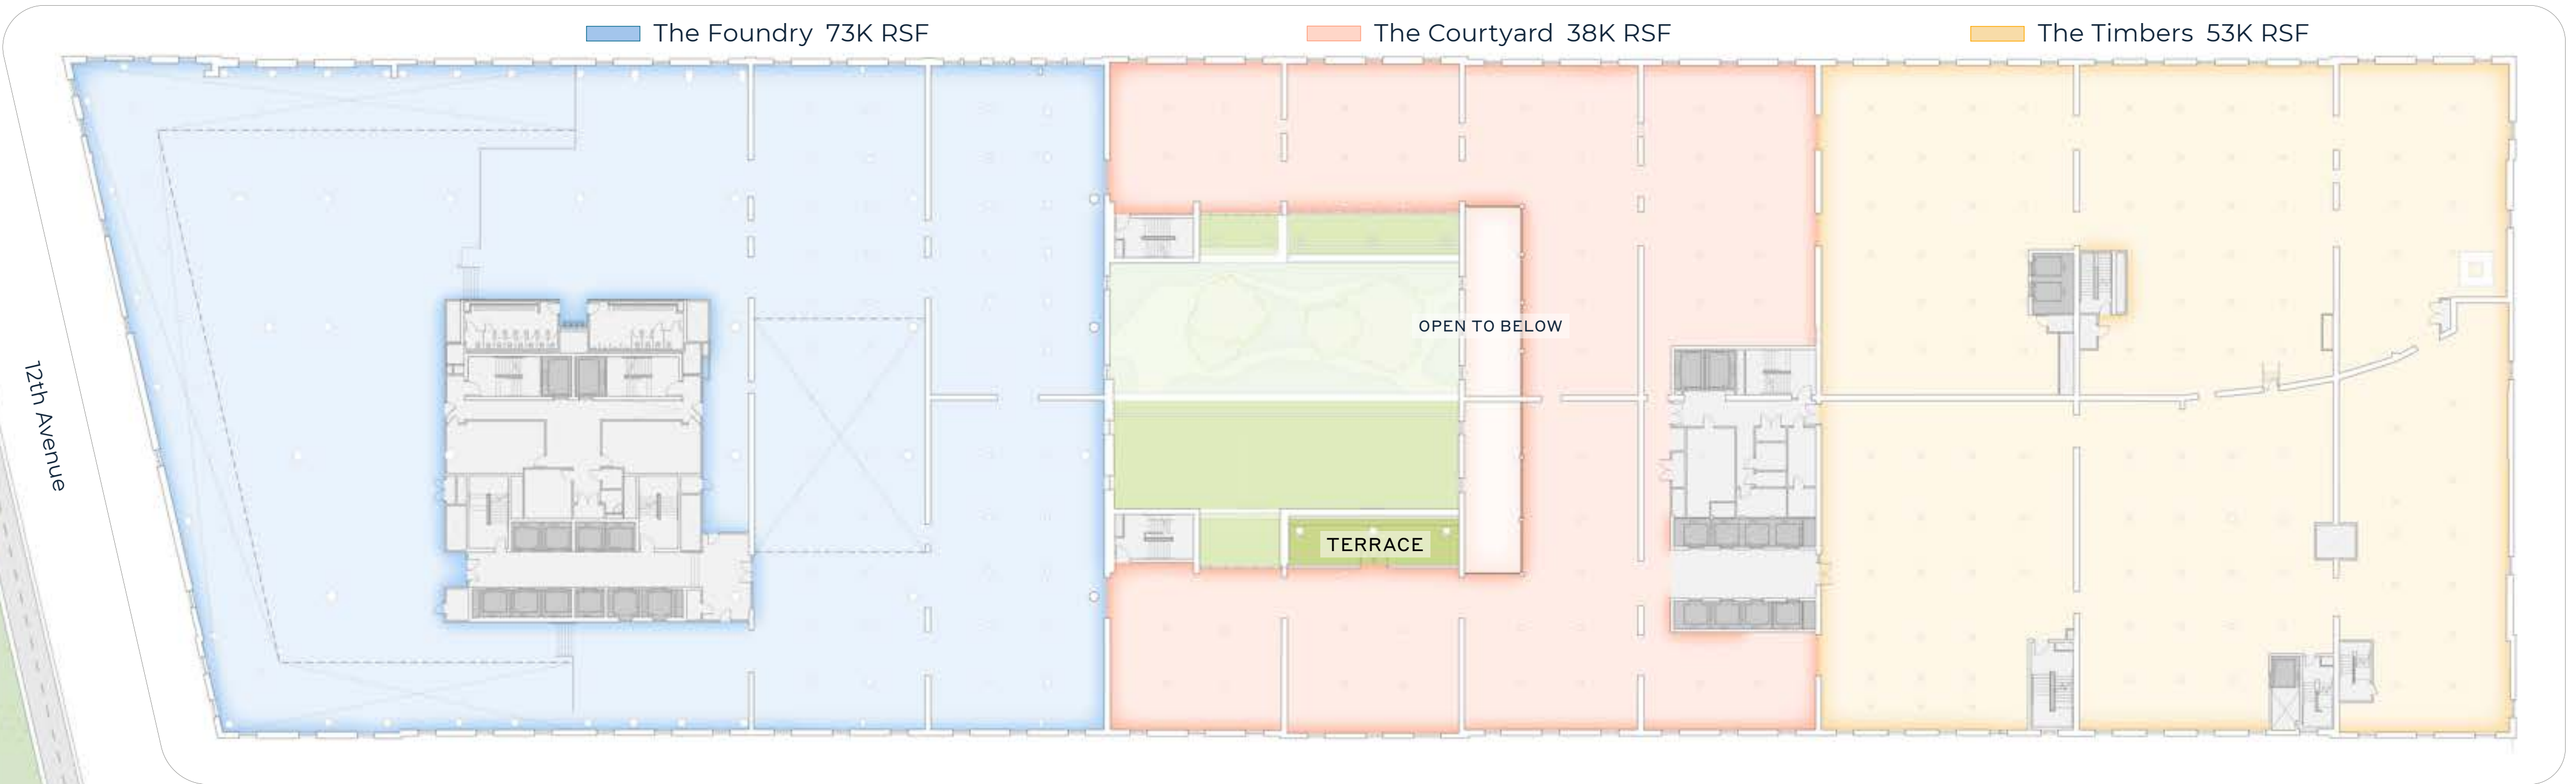 The Foundry 73K RSF
The Courtyard 38K RSF
The Timbers 53K RSF
12th Avenue
OPEN TO BELOW
TERRACE